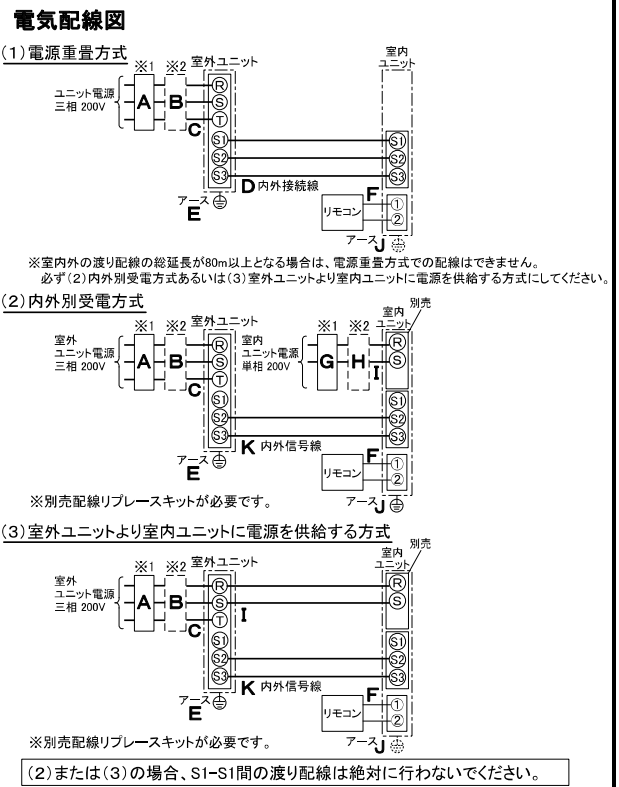 電気配線図
(1)電源重畳方式
※1 ※2 室外ユニット 室内
ユニット
ユニット電源
三相 200V
A B C
R
S
T
S1 S1
S2 S2
S3 S3
D 内外接続線
アース
E
リモコン F ① ②
アース J
※室内外の渡り配線の総延長が80m以上となる場合は、電源重畳方式での配線はできません。
必ず(2)内外別受電方式あるいは(3)室外ユニットより室内ユニットに電源を供給する方式にしてください。
(2)内外別受電方式
※1 ※2 室外ユニット ※1 ※2 室内
ユニット 別売
室外
ユニット電源
三相 200V
A B C
R
S
T
室内
ユニット電源
単相 200V
G H I
R
S
S1 S1
S2 S2
S3 S3
K 内外信号線
アース
E
リモコン F ① ②
アース J
※別売配線リプレースキットが必要です。
(3)室外ユニットより室内ユニットに電源を供給する方式
※1 ※2 室外ユニット 室内
ユニット 別売
室外
ユニット電源
三相 200V
A B C
R R
S S
T I
S1 S1
S2 S2
S3 S3
K 内外信号線
アース
E
リモコン F ① ②
アース J
※別売配線リプレースキットが必要です。
(2)または(3)の場合、S1-S1間の渡り配線は絶対に行わないでください。